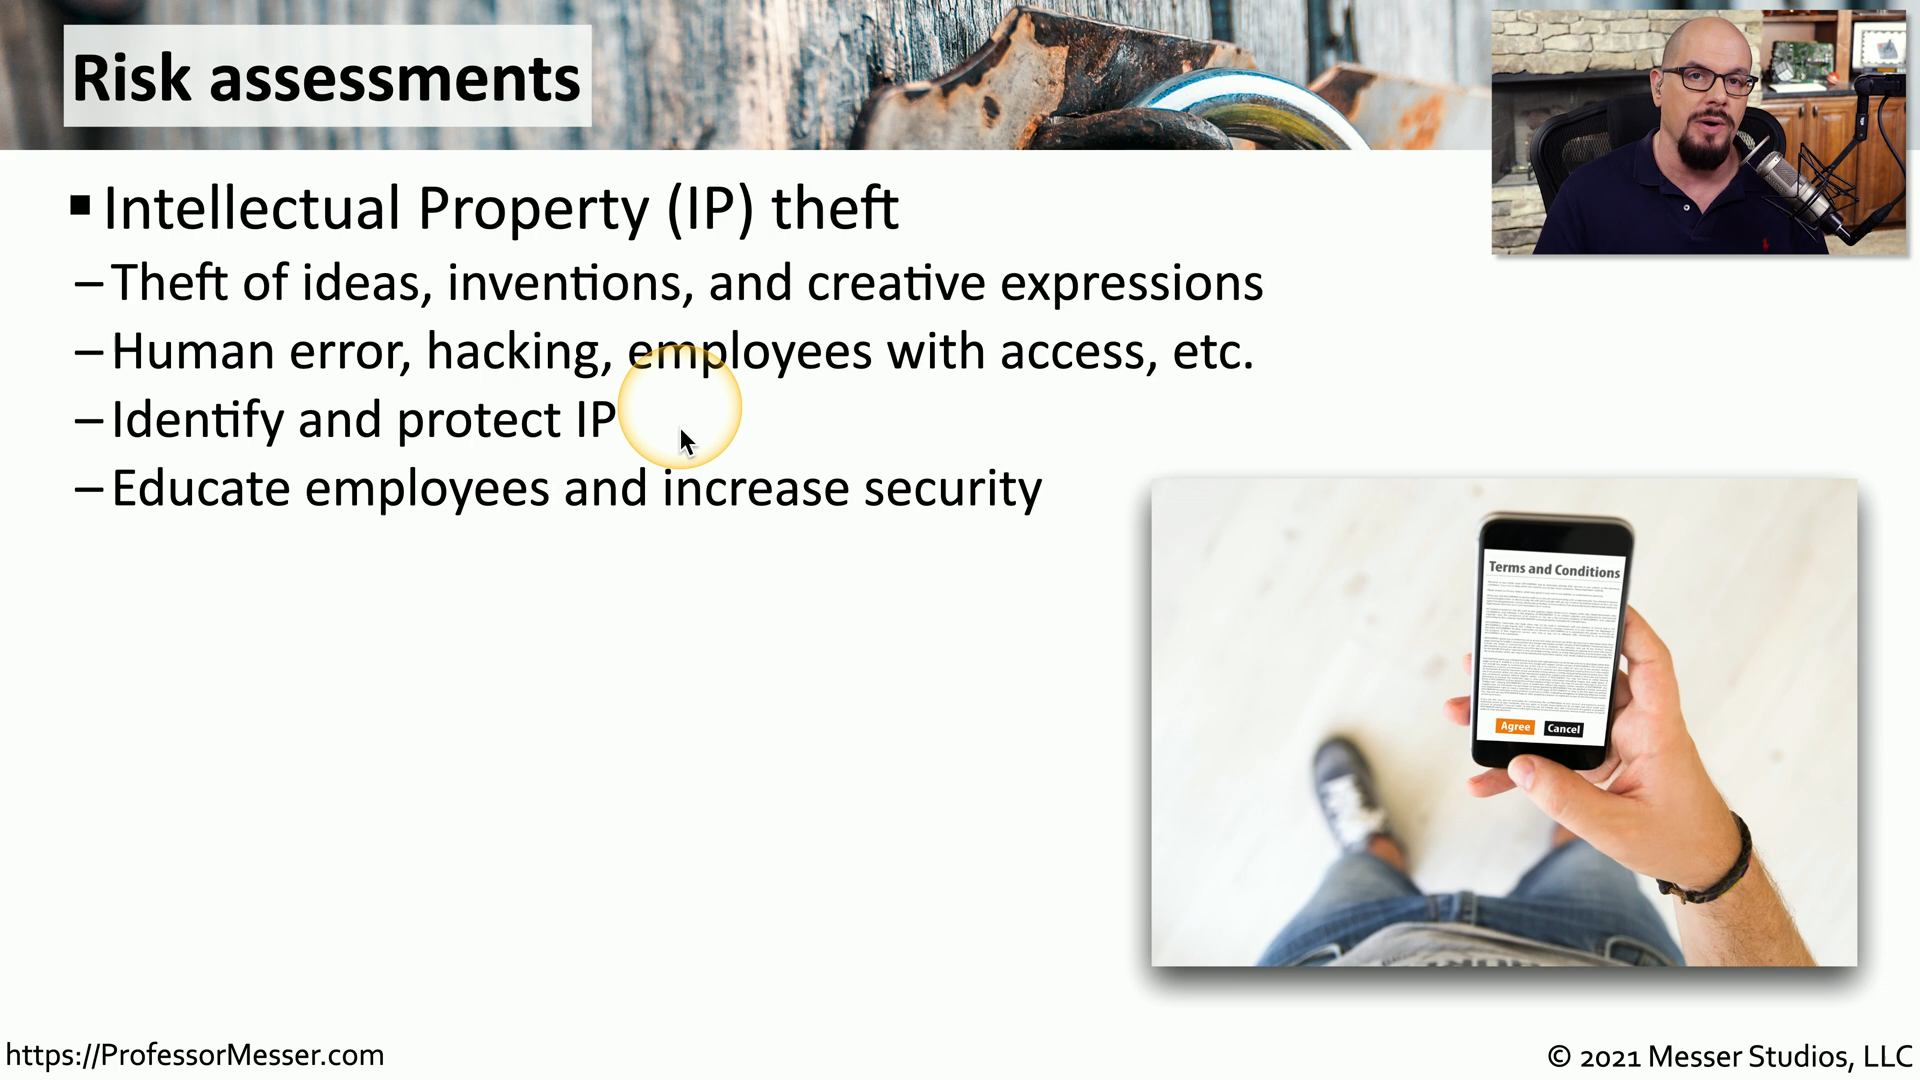 Risk assessments
▪ Intellectual Property (IP) theft
– Theft of ideas, inventions, and creative expressions
– Human error, hacking, employees with access, etc.
– Identify and protect IP
– Educate employees and increase security
Terms and Conditions
Agree Cancel
https://ProfessorMesser.com
© 2021 Messer Studios, LLC